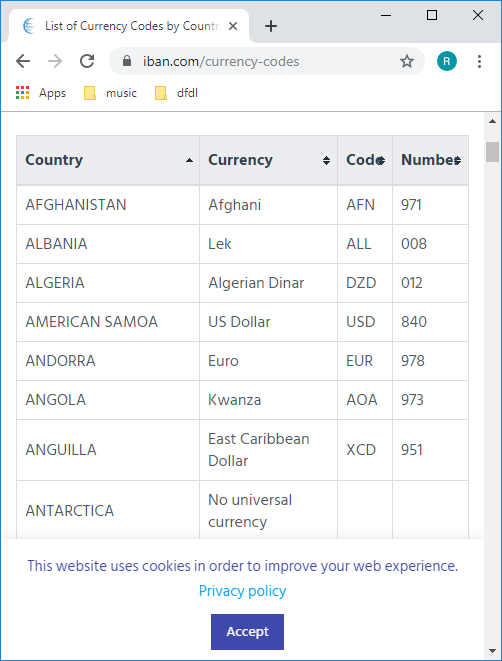 List of Currency Codes by Countr
iban.com/currency-codes
R
Apps music dfdl
Country Currency Code Number
AFGHANISTAN Afghani AFN 971
ALBANIA Lek ALL 008
ALGERIA Algerian Dinar DZD 012
AMERICAN SAMOA US Dollar USD 840
ANDORRA Euro EUR 978
ANGOLA Kwanza AOA 973
ANGUILLA East Caribbean Dollar XCD 951
ANTARCTICA No universal currency
This website uses cookies in order to improve your web experience.
Privacy policy
Accept